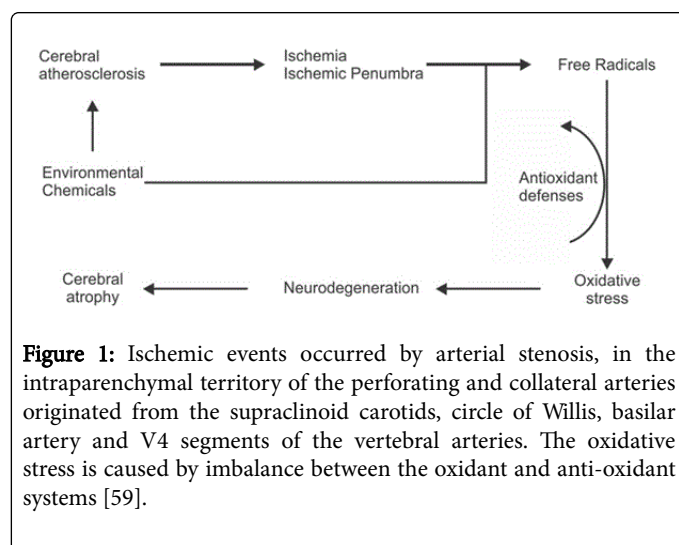 Cerebral
atherosclerosis
Ischemia
Ischemic Penumbra
Free Radicals
Environmental
Chemicals
Antioxidant
defenses
Cerebral
atrophy
Neurodegeneration
Oxidative
stress
Figure 1: Ischemic events occurred by arterial stenosis, in the
intraparenchymal territory of the perforating and collateral arteries
originated from the supraclinoid carotids, circle of Willis, basilar
artery and V4 segments of the vertebral arteries. The oxidative
stress is caused by imbalance between the oxidant and anti-oxidant
systems [59].